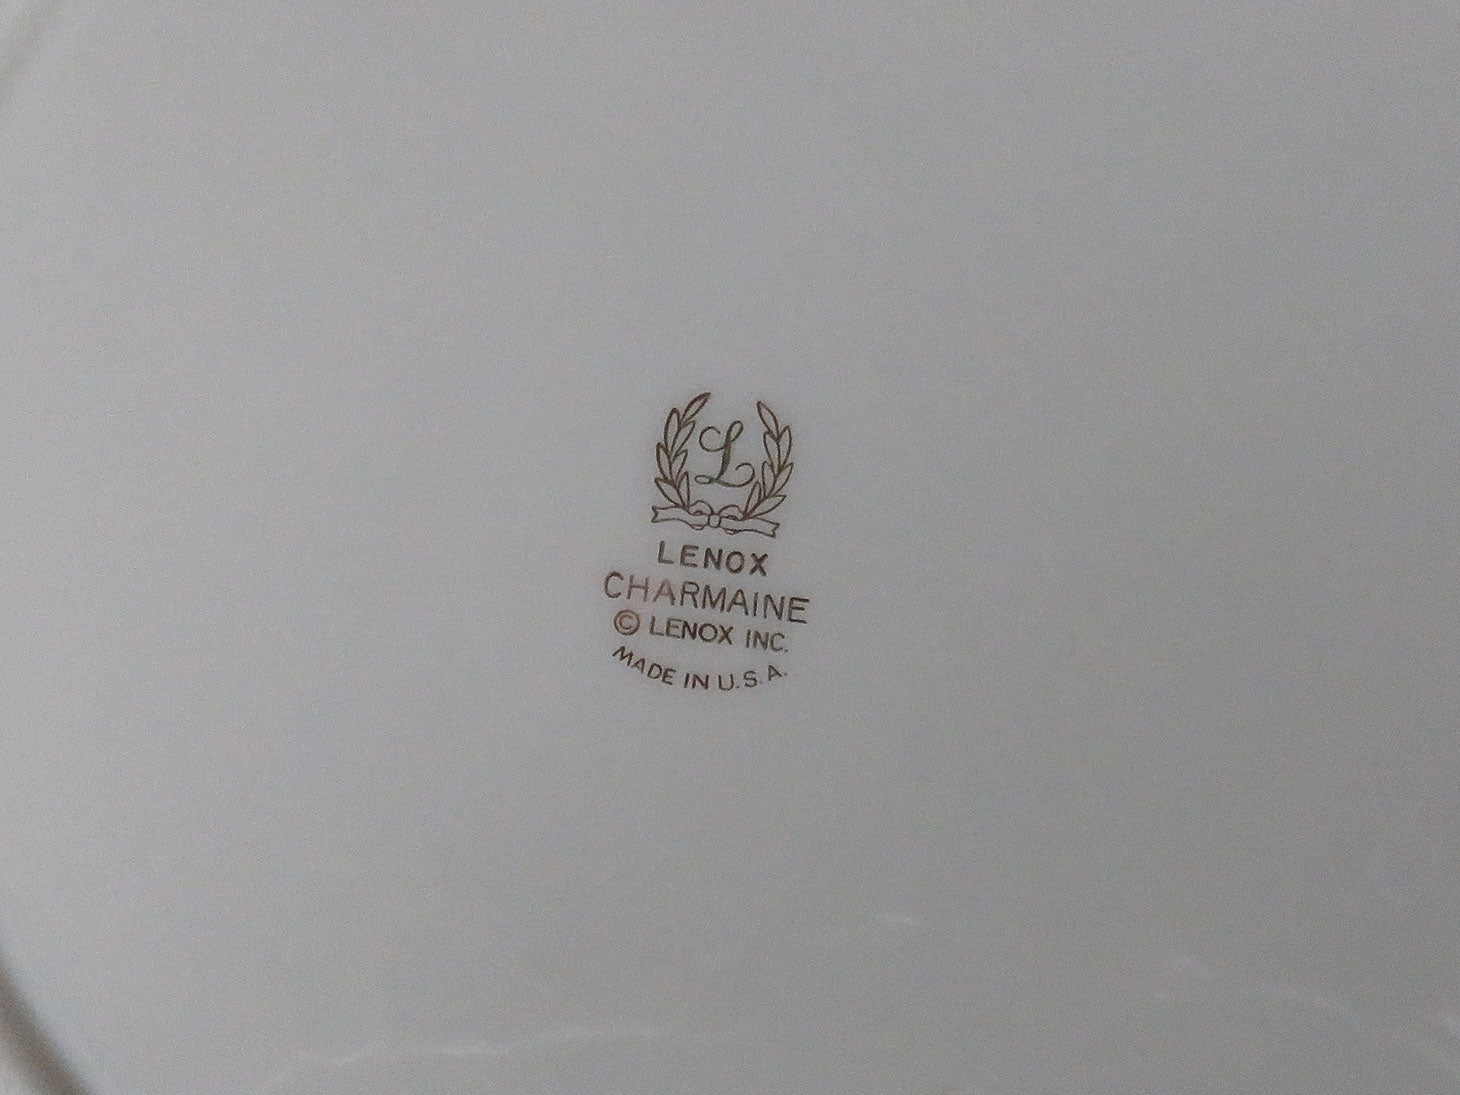 L
LENOX
CHARMAINE
© LENOX INC.
MADE IN U.S.A.